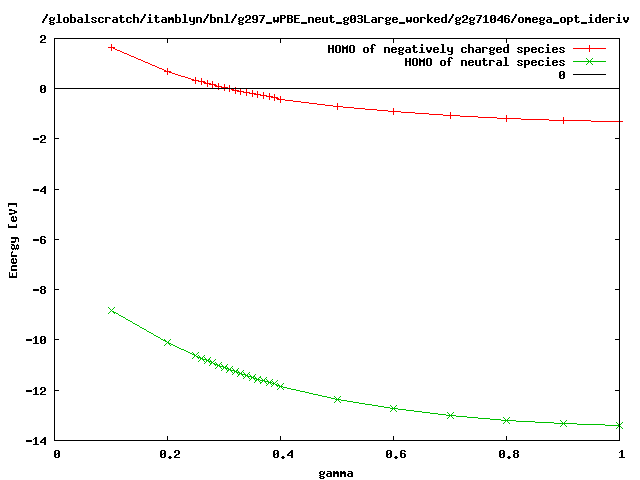 /globalscratch/itamblyn/bnl/g297_wPBE_neut_g03Large_worked/g2g71046/omega_opt_ideriv
HOMO of negatively charged species
HOMO of neutral species
0
2
0
-2
-4
-6
-8
-10
-12
-14
Energy [eV]
0 0.2 0.4 0.6 0.8 1
gamma